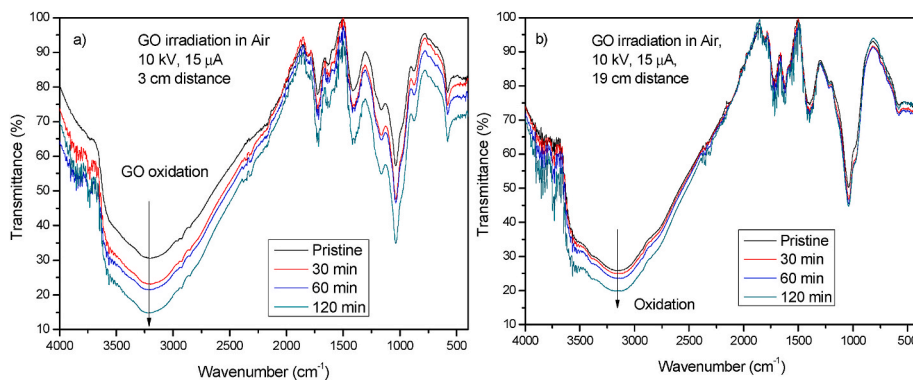 a)
GO irradiation in Air
10 kV, 15 µA
3 cm distance
GO oxidation
Pristine
30 min
60 min
120 min
Transmittance (%)
100
90
80
70
60
50
40
30
20
10
4000 3500 3000 2500 2000 1500 1000 500
Wavenumber (cm⁻¹)
b)
GO irradiation in Air,
10 kV, 15 µA,
19 cm distance
Oxidation
Pristine
30 min
60 min
120 min
Transmittance (%)
100
90
80
70
60
50
40
30
20
10
4000 3500 3000 2500 2000 1500 1000 500
Wavenumber (cm⁻¹)